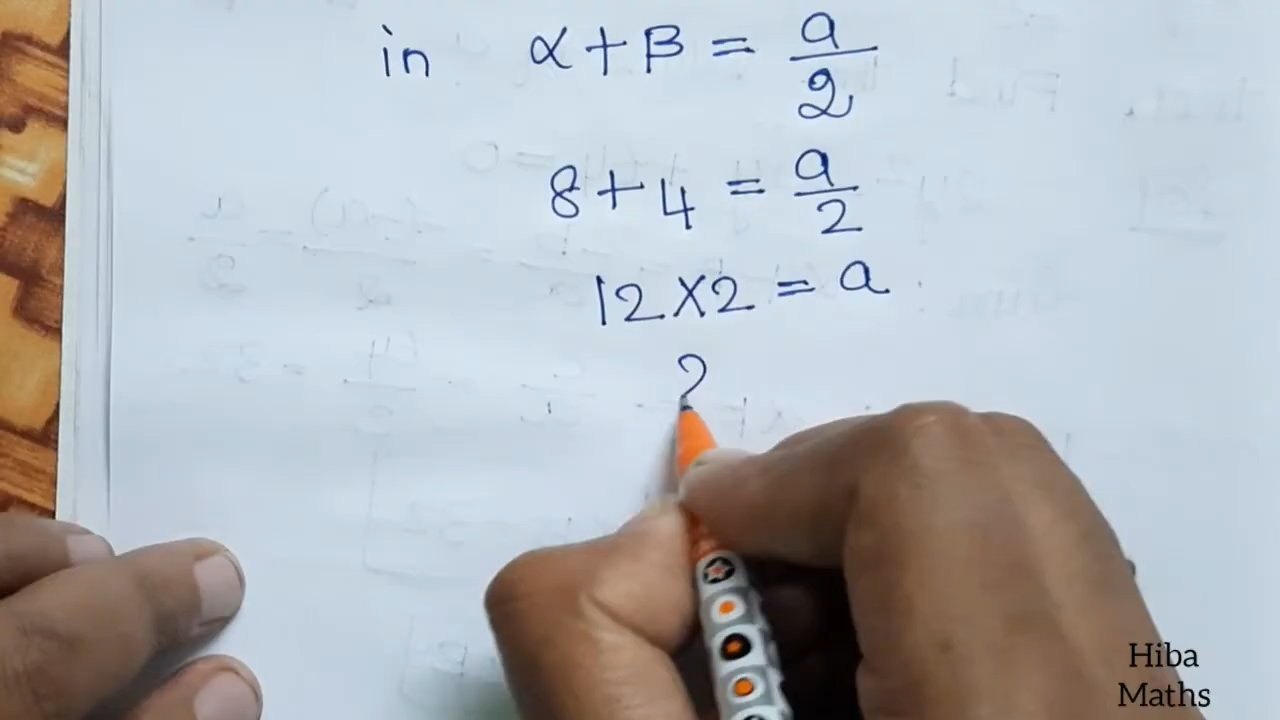 in α+β = a/2
8+4 = a/2
12×2 = a
2
Hiba
Maths